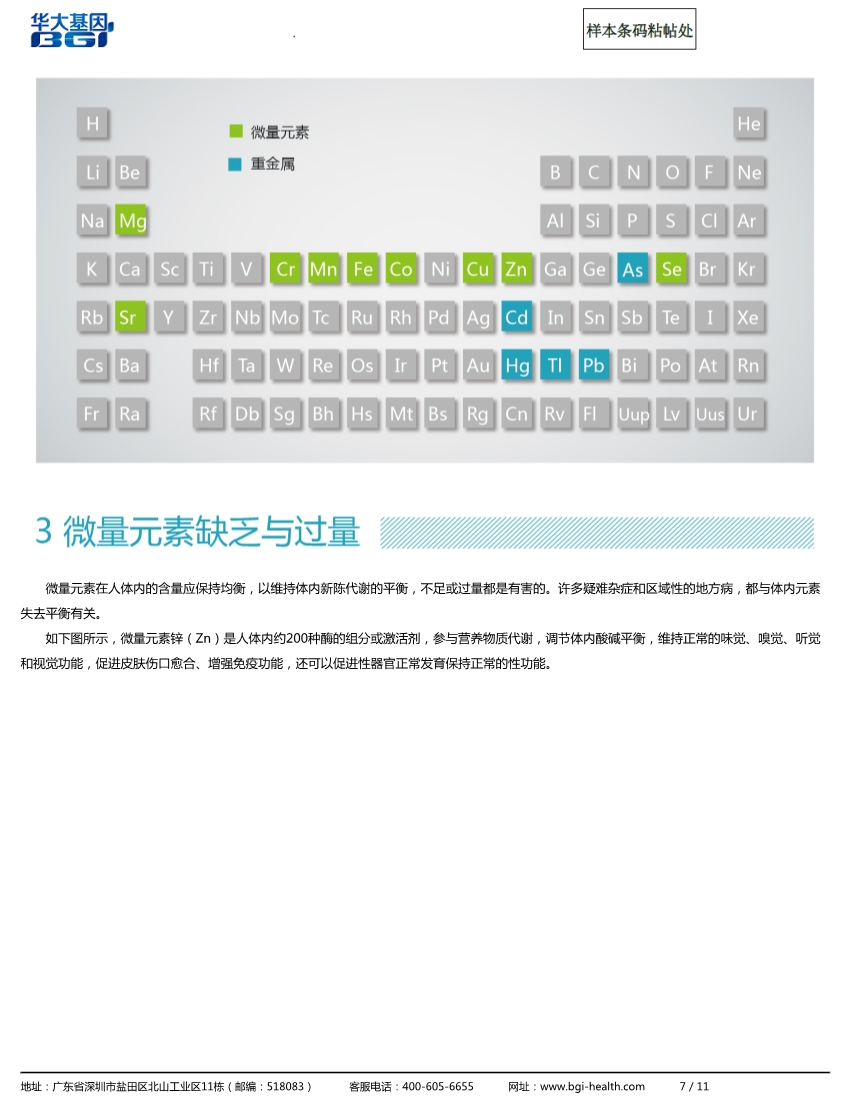 华大基因
BGI
.
样本条码粘帖处
H He
微量元素
重金属
Li Be B C N O F Ne
Na Mg Al Si P S Cl Ar
K Ca Sc Ti V Cr Mn Fe Co Ni Cu Zn Ga Ge As Se Br Kr
Rb Sr Y Zr Nb Mo Tc Ru Rh Pd Ag Cd In Sn Sb Te I Xe
Cs Ba Hf Ta W Re Os Ir Pt Au Hg Tl Pb Bi Po At Rn
Fr Ra Rf Db Sg Bh Hs Mt Bs Rg Cn Rv Fl Uup Lv Uus Ur
3 微量元素缺乏与过量
微量元素在人体内的含量应保持均衡，以维持体内新陈代谢的平衡，不足或过量都是有害的。许多疑难杂症和区域性的地方病，都与体内元素
失去平衡有关。
如下图所示，微量元素锌（Zn）是人体内约200种酶的组分或激活剂，参与营养物质代谢，调节体内酸碱平衡，维持正常的味觉、嗅觉、听觉
和视觉功能，促进皮肤伤口愈合、增强免疫功能，还可以促进性器官正常发育保持正常的性功能。
地址：广东省深圳市盐田区北山工业区11栋（邮编：518083） 客服电话：400-605-6655 网址：www.bgi-health.com 7 / 11